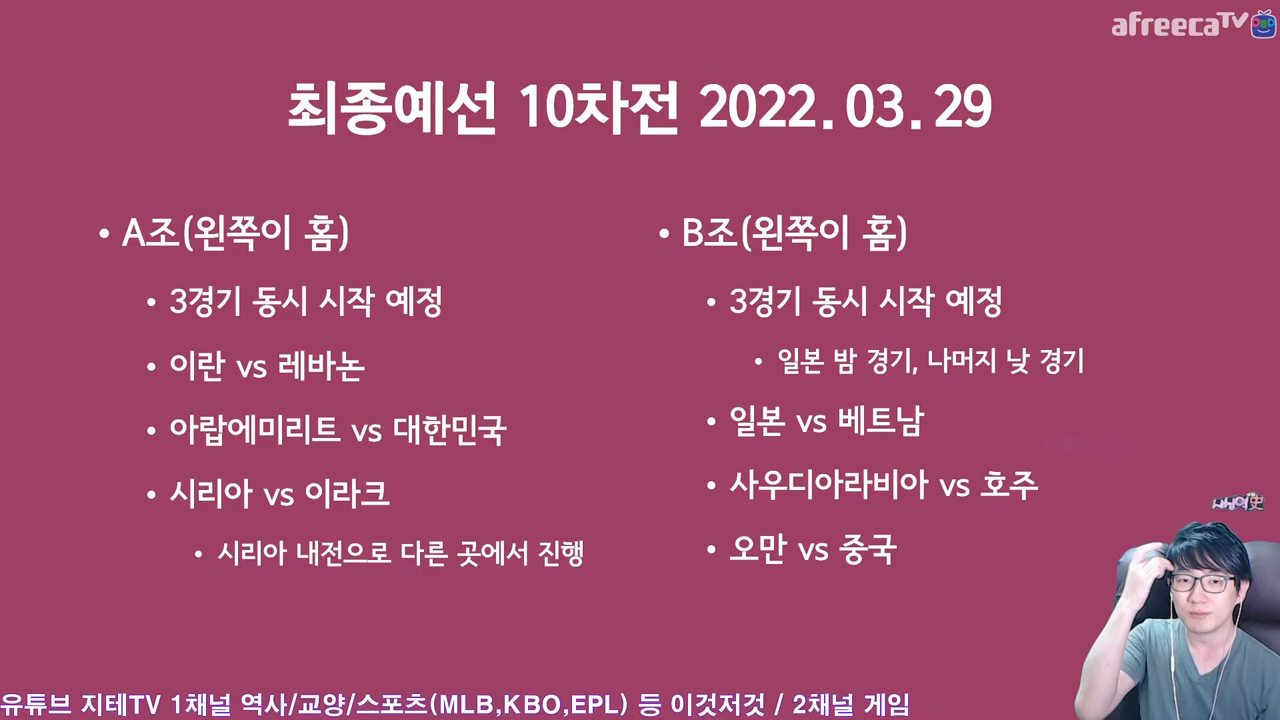 afreecaTV
최종예선 10차전 2022. 03. 29
• A조(왼쪽이 홈)
• 3경기 동시 시작 예정
• 이란 vs 레바논
• 아랍에미리트 vs 대한민국
• 시리아 vs 이라크
• 시리아 내전으로 다른 곳에서 진행
• B조(왼쪽이 홈)
• 3경기 동시 시작 예정
• 일본 밤 경기, 나머지 낮 경기
• 일본 vs 베트남
• 사우디아라비아 vs 호주
• 오만 vs 중국
유튜브 지테TV 1채널 역사/교양/스포츠(MLB,KBO,EPL) 등 이것저것 / 2채널 게임